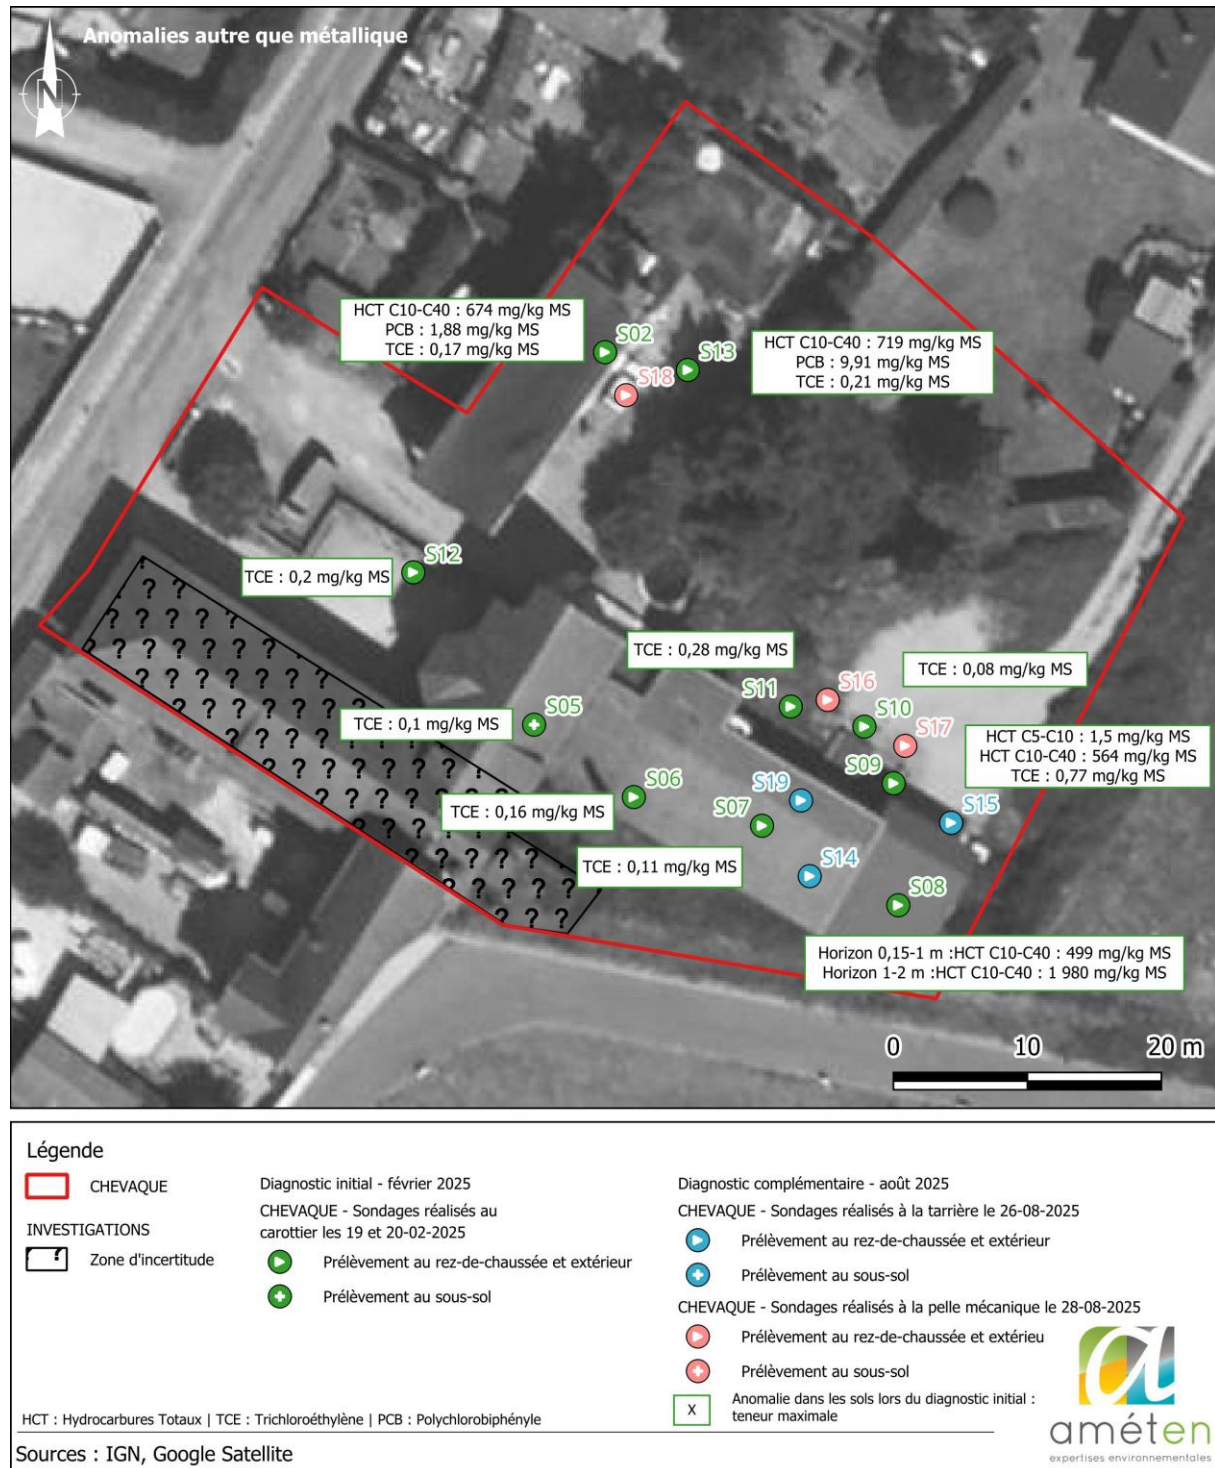 Anomalies autre que métallique
N
HCT C10-C40 : 674 mg/kg MS
PCB : 1,88 mg/kg MS
TCE : 0,17 mg/kg MS
S02
S13
S18
HCT C10-C40 : 719 mg/kg MS
PCB : 9,91 mg/kg MS
TCE : 0,21 mg/kg MS
S12
TCE : 0,2 mg/kg MS
TCE : 0,28 mg/kg MS
TCE : 0,08 mg/kg MS
S16
S11
S10
S17
S05
TCE : 0,1 mg/kg MS
HCT C5-C10 : 1,5 mg/kg MS
HCT C10-C40 : 564 mg/kg MS
TCE : 0,77 mg/kg MS
S09
S06
S19
S07
S15
TCE : 0,16 mg/kg MS
TCE : 0,11 mg/kg MS
S14
S08
Horizon 0,15-1 m :HCT C10-C40 : 499 mg/kg MS
Horizon 1-2 m :HCT C10-C40 : 1 980 mg/kg MS
0 10 20 m
Légende
CHEVAQUE
INVESTIGATIONS
Zone d'incertitude
Diagnostic initial - février 2025
CHEVAQUE - Sondages réalisés au
carottier les 19 et 20-02-2025
Prélèvement au rez-de-chaussée et extérieur
Prélèvement au sous-sol
Diagnostic complémentaire - août 2025
CHEVAQUE - Sondages réalisés à la tarrière le 26-08-2025
Prélèvement au rez-de-chaussée et extérieur
Prélèvement au sous-sol
CHEVAQUE - Sondages réalisés à la pelle mécanique le 28-08-2025
Prélèvement au rez-de-chaussée et extérieu
Prélèvement au sous-sol
X
Anomalie dans les sols lors du diagnostic initial :
teneur maximale
HCT : Hydrocarbures Totaux | TCE : Trichloroéthylène | PCB : Polychlorobiphényle
Sources : IGN, Google Satellite
a
améten
expertises environnementales